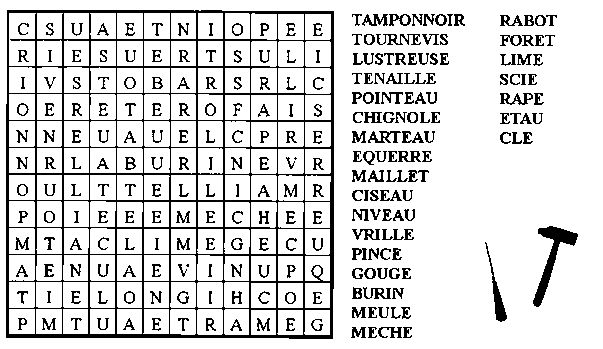 C S U A E T N I O P E E
R I E S U E R T S U L I
I V S T O B A R S R L C
O E R E T E R O F A I S
N N E U A U E L C P R E
N R L A B U R I N E V R
O U L T T E L L I A M R
P O I E E E M E C H E E
M T A C L I M E G E C U
A E N U A E V I N U P Q
T I E L O N G I H C O E
P M T U A E T R A M E G
TAMPONNOIR
TOURNEVIS
LUSTREUSE
TENAILLE
POINTEAU
CHIGNOLE
MARTEAU
EQUERRE
MAILLET
CISEAU
NIVEAU
VRILLE
PINCE
GOUGE
BURIN
MEULE
MECHE
RABOT
FORET
LIME
SCIE
RAPE
ETAU
CLE